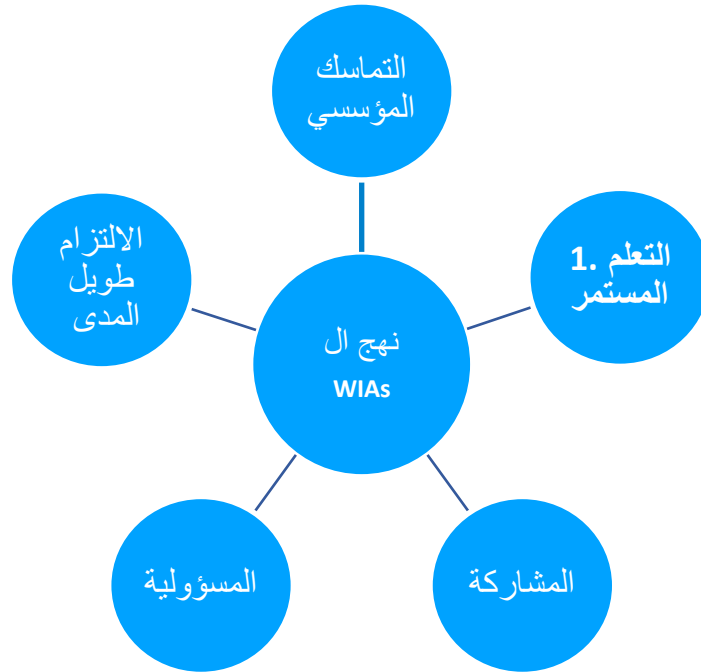 التماسك
المؤسسي
الالتزام
طويل
المدى
1. التعلم
المستمر
نهج ال
WIAs
المسؤولية
المشاركة